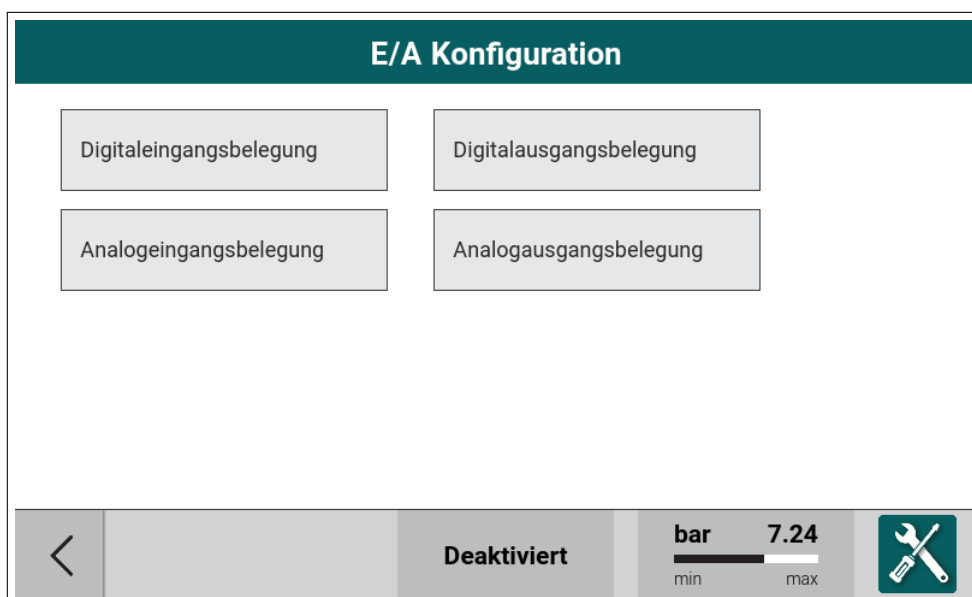 E/A Konfiguration
Digitaleingangsbelegung
Digitalausgangsbelegung
Analogeingangsbelegung
Analogausgangsbelegung
Deaktiviert
bar 7.24
min max